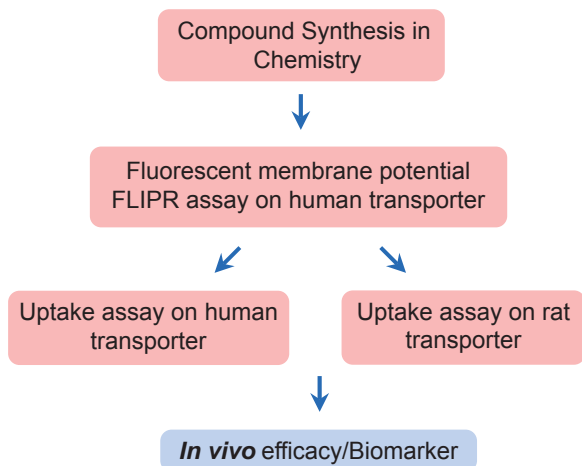 Compound Synthesis in
Chemistry
Fluorescent membrane potential
FLIPR assay on human transporter
Uptake assay on human
transporter
Uptake assay on rat
transporter
In vivo efficacy/Biomarker